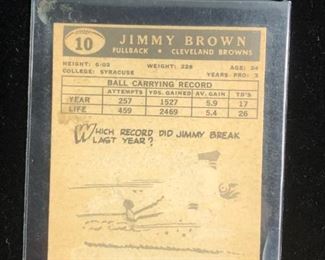 10
JIMMY BROWN
FULLBACK • CLEVELAND BROWNS
HEIGHT: 6:02 WEIGHT: 228 AGE: 24
COLLEGE: SYRACUSE YEARS PRO: 3
BALL CARRYING RECORD
ATTEMPTS YDS. GAINED AV. GAIN TD'S
YEAR 257 1527 5.9 17
LIFE 459 2469 5.4 26
WHICH RECORD DID JIMMY BREAK
LAST YEAR?